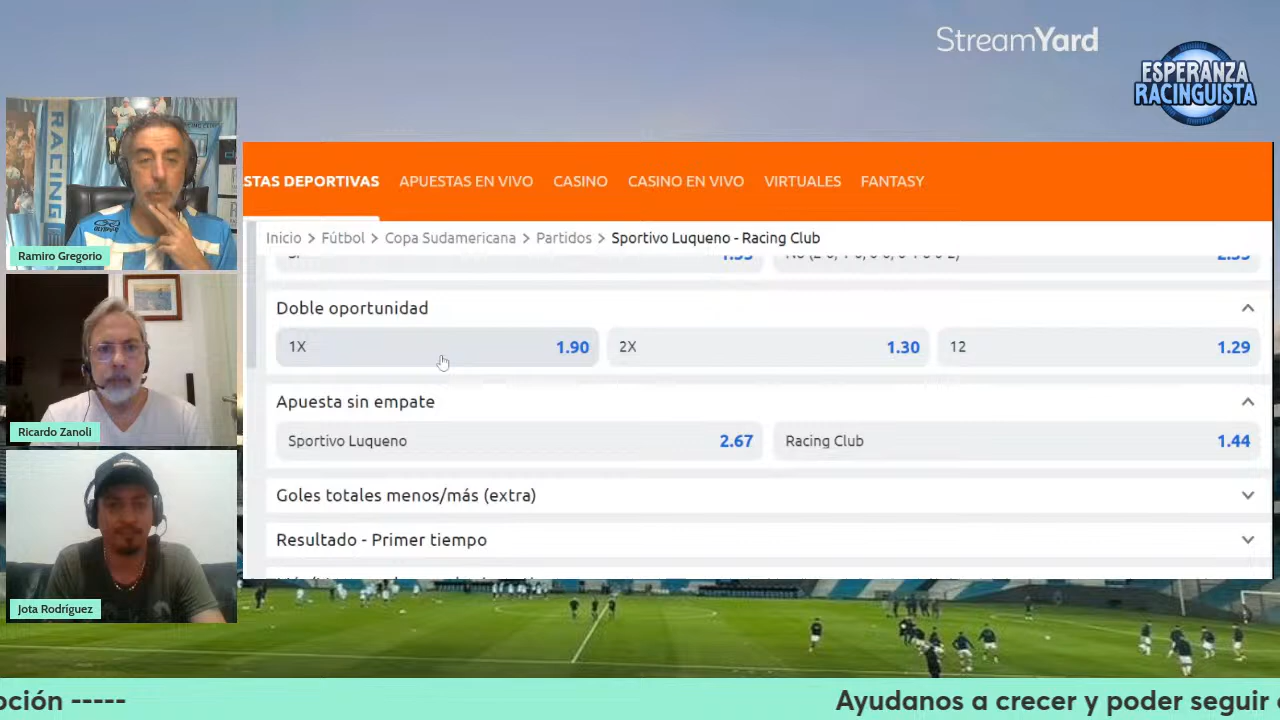 StreamYard
ESPERANZA
RACINGUISTA
RACING
Ramiro Gregorio
Ricardo Zanoli
Jota Rodríguez
STAS DEPORTIVAS APUESTAS EN VIVO CASINO CASINO EN VIVO VIRTUALES FANTASY
Inicio > Fútbol > Copa Sudamericana > Partidos > Sportivo Luqueno - Racing Club
Doble oportunidad
1X 1.90 2X 1.30 12 1.29
Apuesta sin empate
Sportivo Luqueno 2.67 Racing Club 1.44
Goles totales menos/más (extra)
Resultado - Primer tiempo
pción ----- Ayudanos a crecer y poder seguir